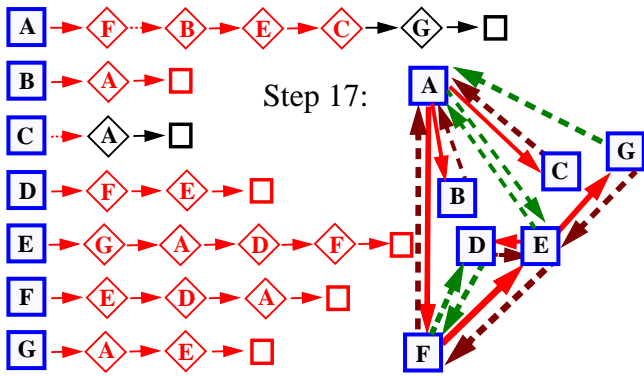 A F B E C G
B A
Step 17:
C A
D F E
E G A D F
F E D A
G A E
A
G
C
B
D E
F